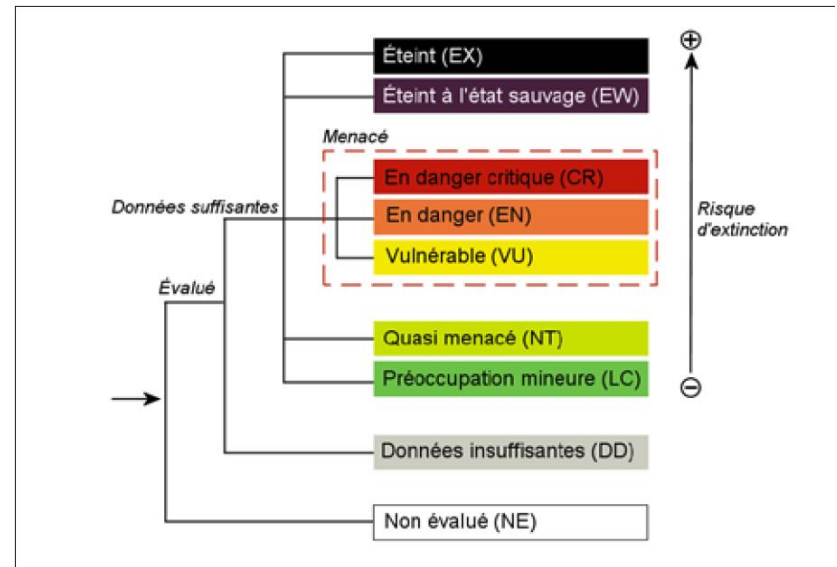 Éteint (EX)
Éteint à l'état sauvage (EW)
Menacé
En danger critique (CR)
Données suffisantes
En danger (EN)
Risque
d'extinction
Vulnérable (VU)
Évalué
Quasi menacé (NT)
Préoccupation mineure (LC)
Données insuffisantes (DD)
Non évalué (NE)